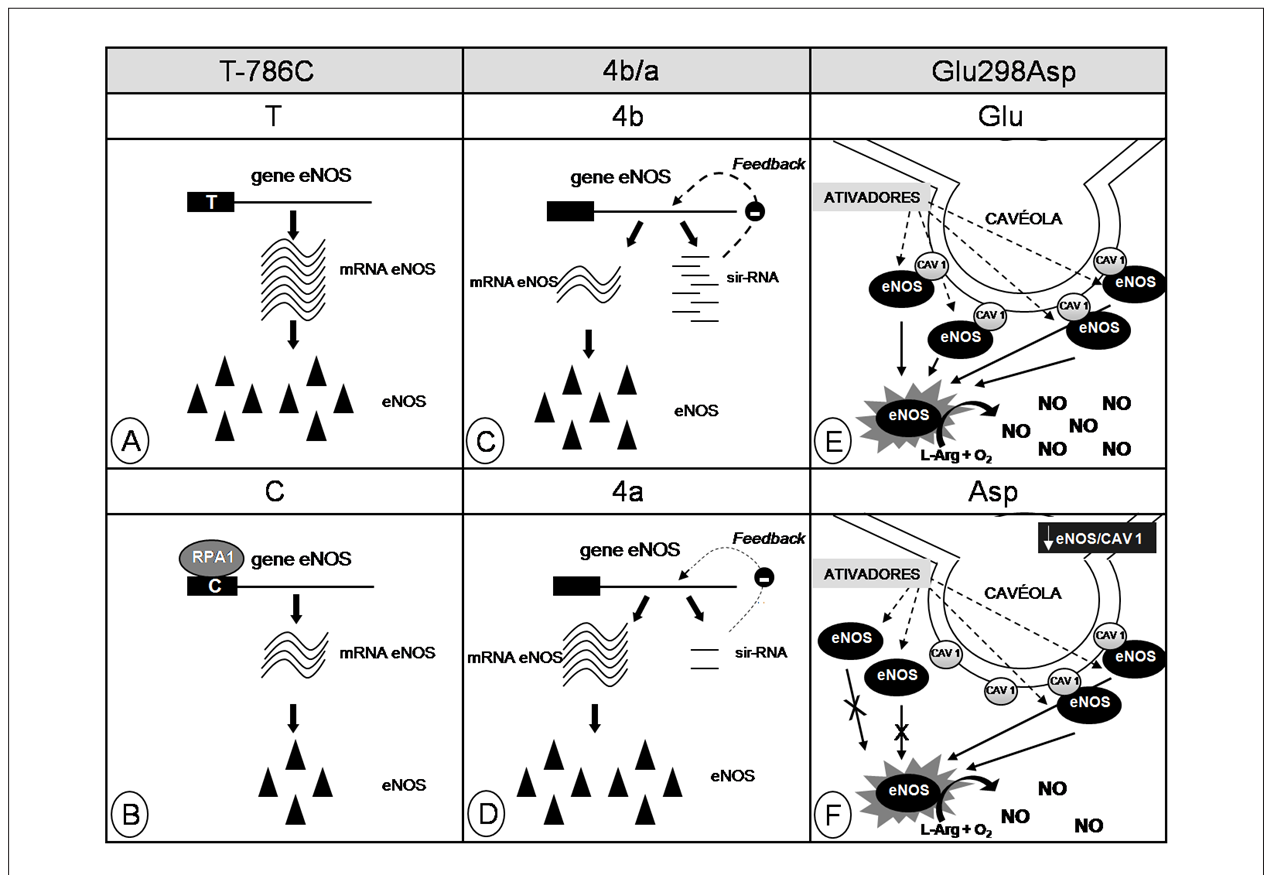 T-786C
4b/a
Glu298Asp
T
4b
Glu
gene eNOS
T
mRNA eNOS
eNOS
A
Feedback
gene eNOS
-
mRNA eNOS
sir-RNA
eNOS
C
ATIVADORES
CAVÉOLA
CAV 1
eNOS
CAV 1
eNOS
CAV 1
eNOS
CAV 1
eNOS
eNOS
NO
NO
NO
NO
NO
NO
L-Arg + O₂
E
C
4a
Asp
RPA1
gene eNOS
C
mRNA eNOS
eNOS
B
Feedback
gene eNOS
-
mRNA eNOS
sir-RNA
eNOS
D
↓ eNOS/CAV 1
ATIVADORES
CAVÉOLA
eNOS
eNOS
CAV 1
CAV 1
CAV 1
eNOS
CAV 1
eNOS
X
X
eNOS
NO
NO
NO
L-Arg + O₂
F